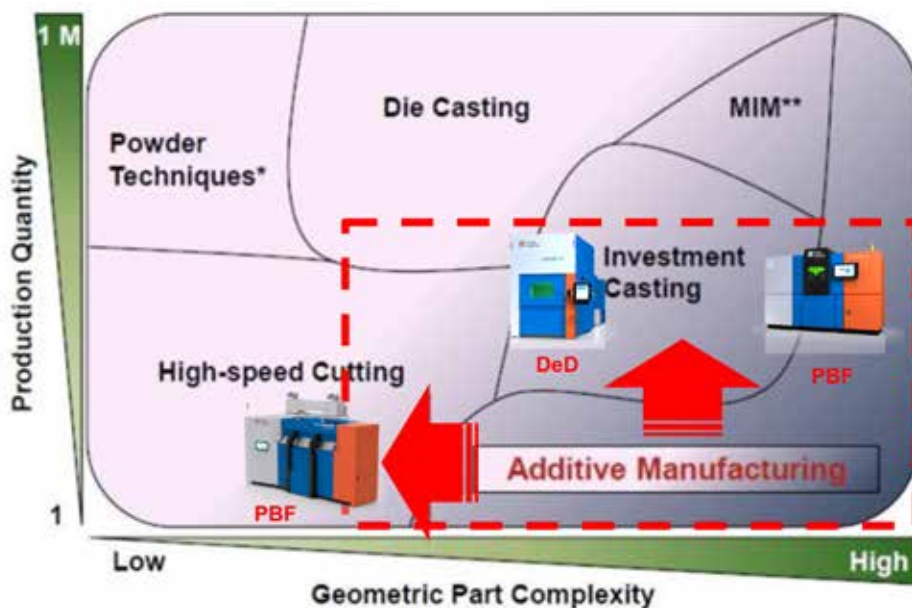 1 M
Die Casting
MIM**
Powder
Techniques*
Production Quantity
Investment
Casting
DeD
PBF
High-speed Cutting
Additive Manufacturing
PBF
1
Low
High
Geometric Part Complexity